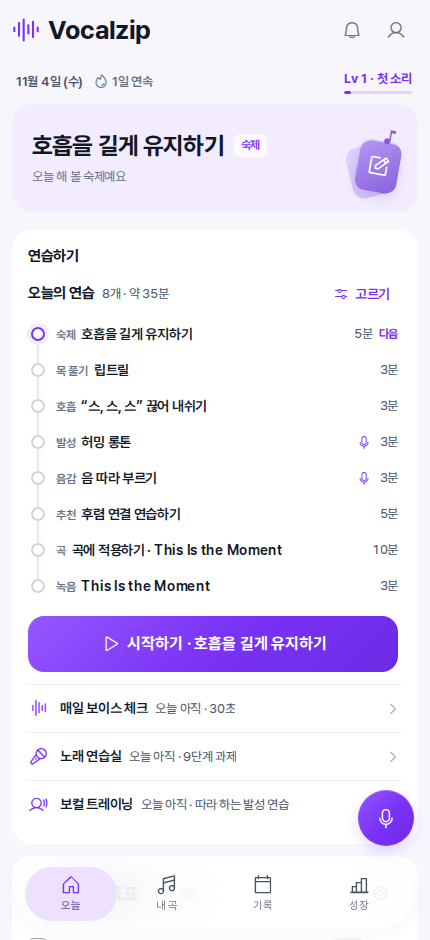 Vocalzip
11월 4일 (수) 1일 연속 Lv 1 · 첫 소리
호흡을 길게 유지하기 숙제
오늘 해 볼 숙제예요
연습하기
오늘의 연습 8개 · 약 35분 고르기
숙제 호흡을 길게 유지하기 5분 다음
목 풀기 립트릴 3분
호흡 “스, 스, 스” 끊어 내쉬기 3분
발성 허밍 롱톤 3분
음감 음 따라 부르기 3분
추천 후렴 연결 연습하기 5분
곡 곡에 적용하기 · This Is the Moment 10분
녹음 This Is the Moment 3분
시작하기 · 호흡을 길게 유지하기
매일 보이스 체크 오늘 아직 · 30초
노래 연습실 오늘 아직 · 9단계 과제
보컬 트레이닝 오늘 아직 · 따라 하는 발성 연습
오늘 내 곡 기록 성장